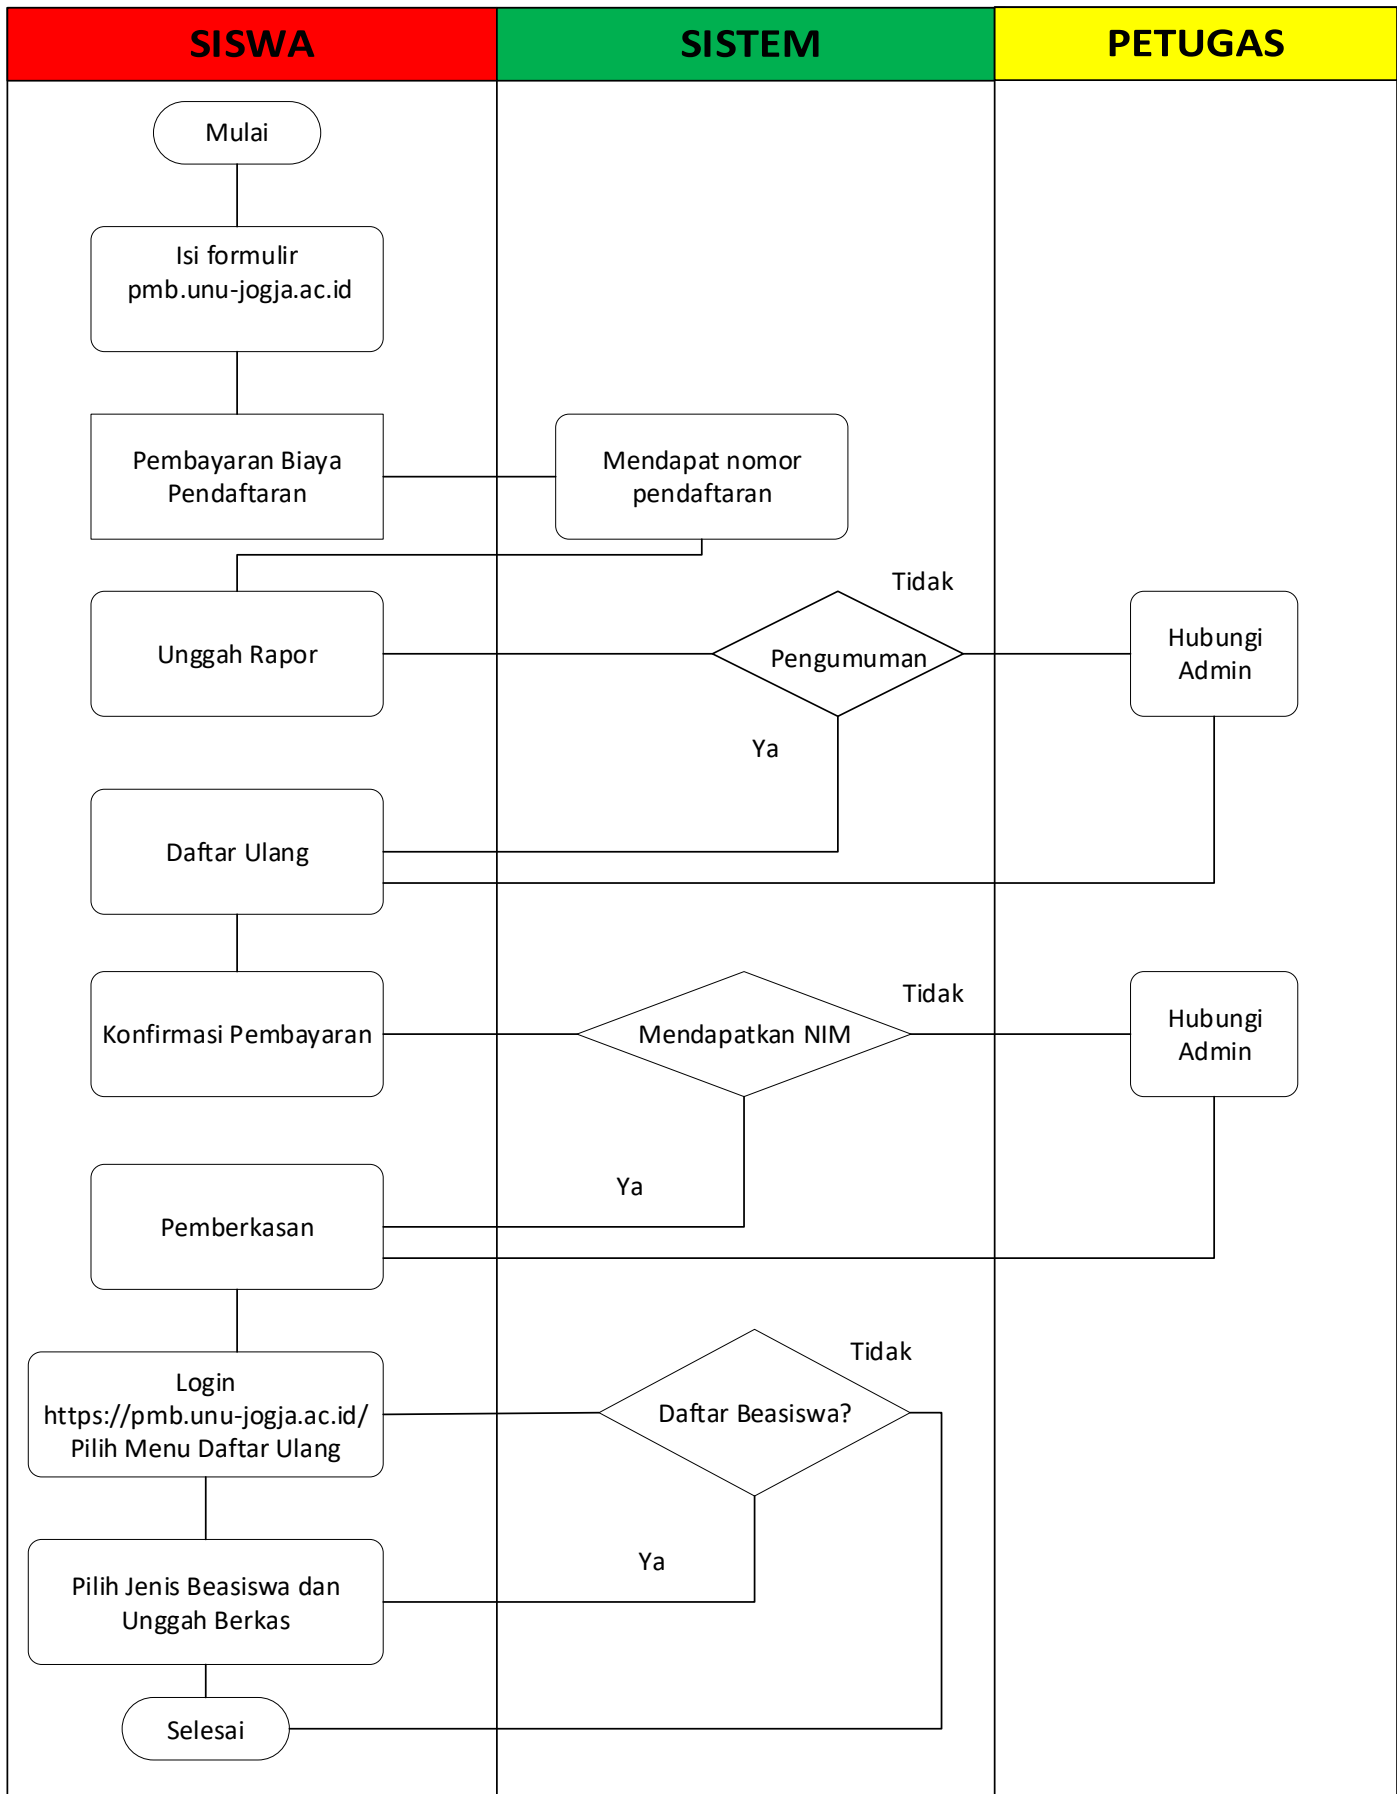 SISWA
SISTEM
PETUGAS
Mulai
Isi formulir
pmb.unu-jogja.ac.id
Pembayaran Biaya
Pendaftaran
Mendapat nomor
pendaftaran
Unggah Rapor
Pengumuman
Tidak
Hubungi
Admin
Ya
Daftar Ulang
Konfirmasi Pembayaran
Mendapatkan NIM
Tidak
Hubungi
Admin
Ya
Pemberkasan
Login
https://pmb.unu-jogja.ac.id/
Pilih Menu Daftar Ulang
Daftar Beasiswa?
Tidak
Ya
Pilih Jenis Beasiswa dan
Unggah Berkas
Selesai